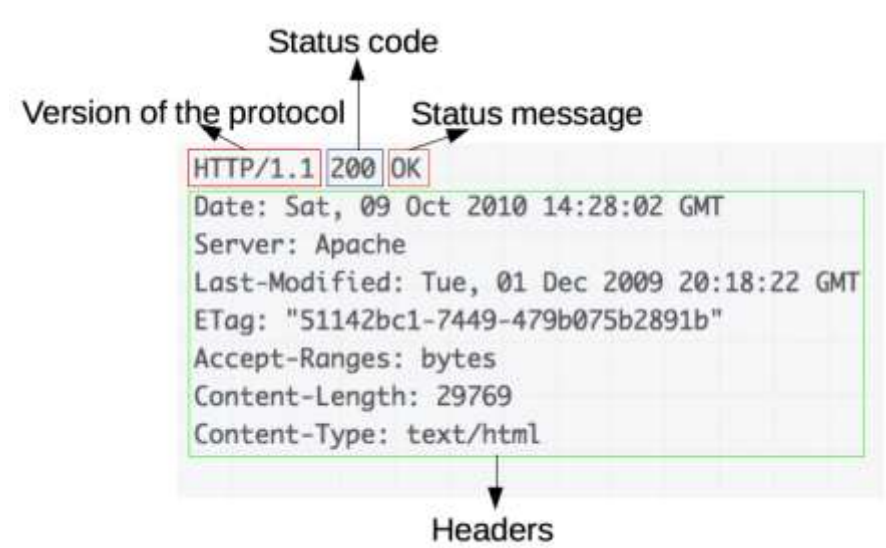 Status code
Version of the protocol Status message
HTTP/1.1 200 OK
Date: Sat, 09 Oct 2010 14:28:02 GMT
Server: Apache
Last-Modified: Tue, 01 Dec 2009 20:18:22 GMT
ETag: "51142bc1-7449-479b075b2891b"
Accept-Ranges: bytes
Content-Length: 29769
Content-Type: text/html
Headers